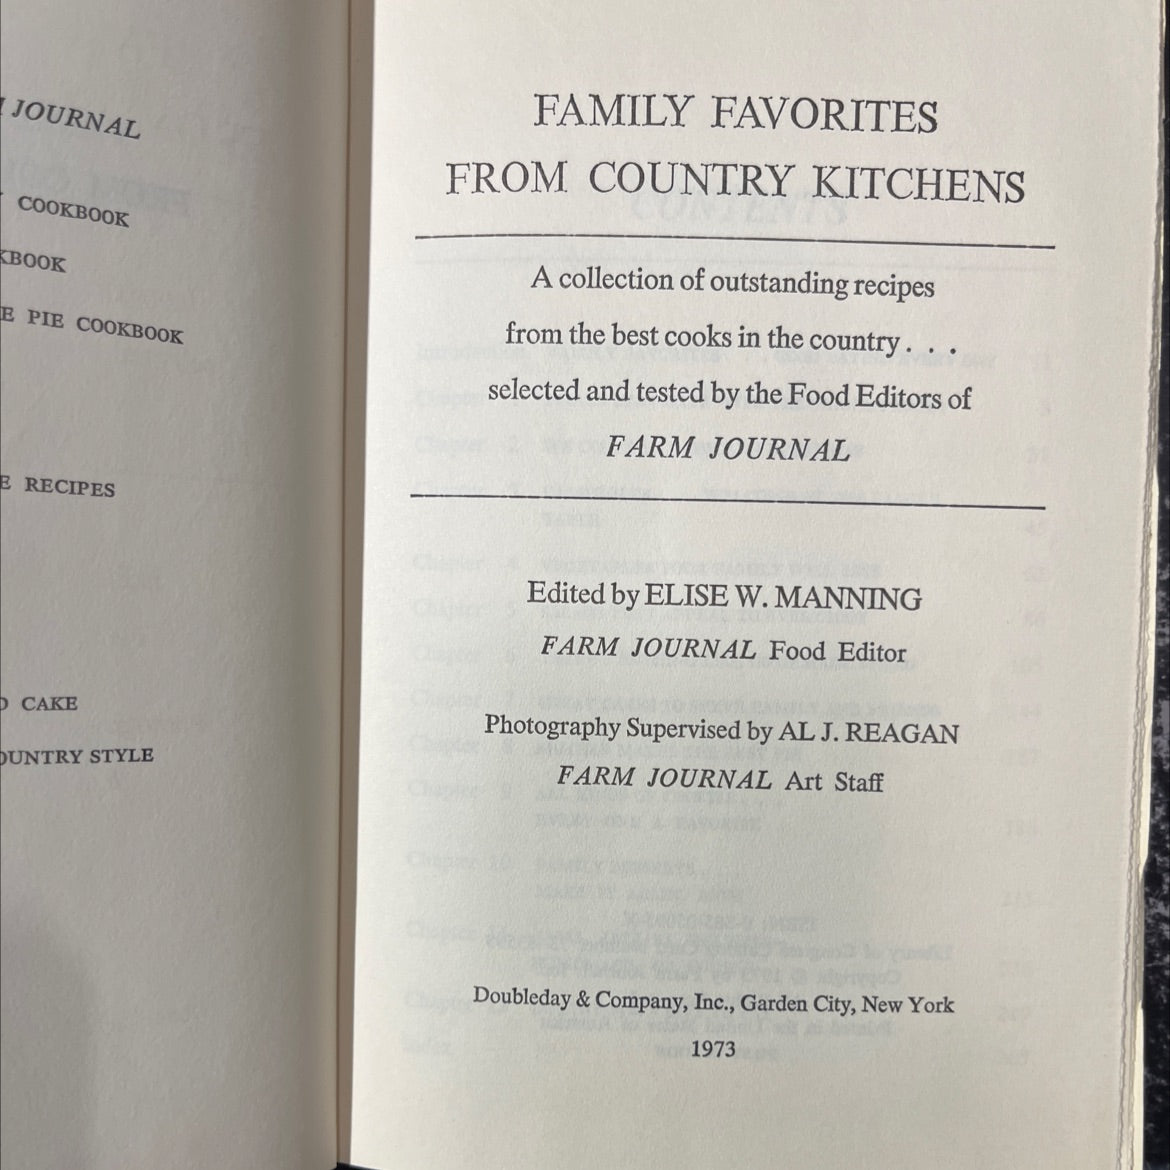 JOURNAL
COOKBOOK
PIE COOKBOOK
RECIPES
CAKE
STYLE
FAMILY FAVORITES
FROM COUNTRY KITCHENS
A collection of outstanding recipes
from the best cooks in the country . . .
selected and tested by the Food Editors of
FARM JOURNAL
Edited by ELISE W. MANNING
FARM JOURNAL Food Editor
Photography Supervised by AL J. REAGAN
FARM JOURNAL Art Staff
Doubleday & Company, Inc., Garden City, New York
1973